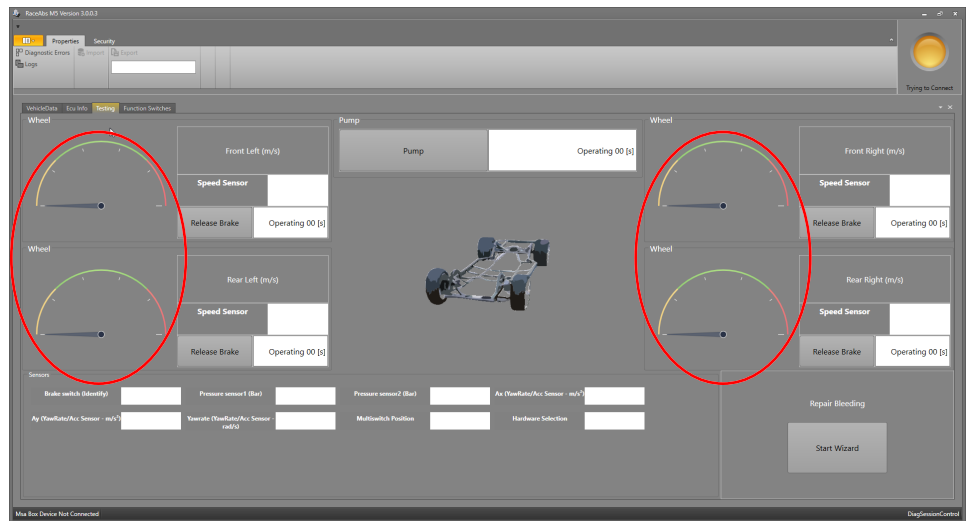 RaceAbs M5 Version 3.0.0.3
Properties Security
Diagnostic Errors Import Export
Logs
Trying to Connect
VehicleData Ecu Info Testing Function Switches
Wheel
Front Left (m/s)
Speed Sensor
Release Brake Operating 00 [s]
Wheel
Rear Left (m/s)
Speed Sensor
Release Brake Operating 00 [s]
Pump
Pump Operating 00 [s]
Wheel
Front Right (m/s)
Speed Sensor
Release Brake Operating 00 [s]
Wheel
Rear Right (m/s)
Speed Sensor
Release Brake Operating 00 [s]
Sensors
Brake switch (Identify) Pressure sensor1 (Bar) Pressure sensor2 (Bar) Ax (YawRate/Acc Sensor - m/s²)
Ay (YawRate/Acc Sensor - m/s²) Yawrate (YawRate/Acc Sensor - Multiswitch Position Hardware Selection
rad/s)
Repair Bleeding
Start Wizard
Msa Box Device Not Connected DiagSessionControl